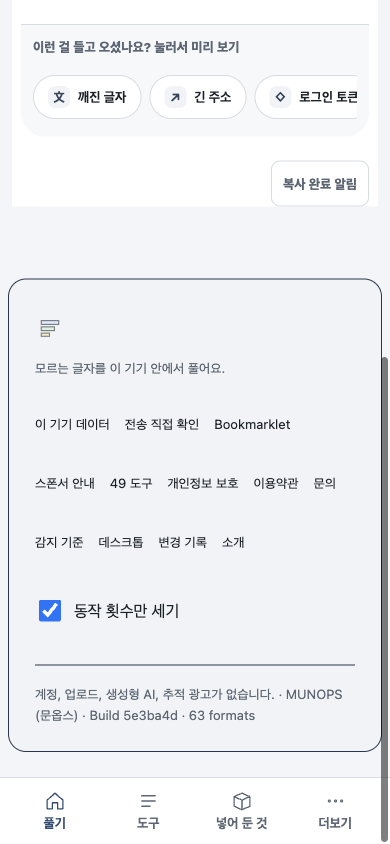 이런 걸 들고 오셨나요? 눌러서 미리 보기
文 깨진 글자 긴 주소 로그인 토큰
복사 완료 알림
모르는 글자를 이 기기 안에서 풀어요.
이 기기 데이터 전송 직접 확인 Bookmarklet
스폰서 안내 49 도구 개인정보 보호 이용약관 문의
감지 기준 데스크톱 변경 기록 소개
동작 횟수만 세기
계정, 업로드, 생성형 AI, 추적 광고가 없습니다. · MUNOPS
(문옵스) · Build 5e3ba4d · 63 formats
풀기 도구 넣어 둔 것 더보기